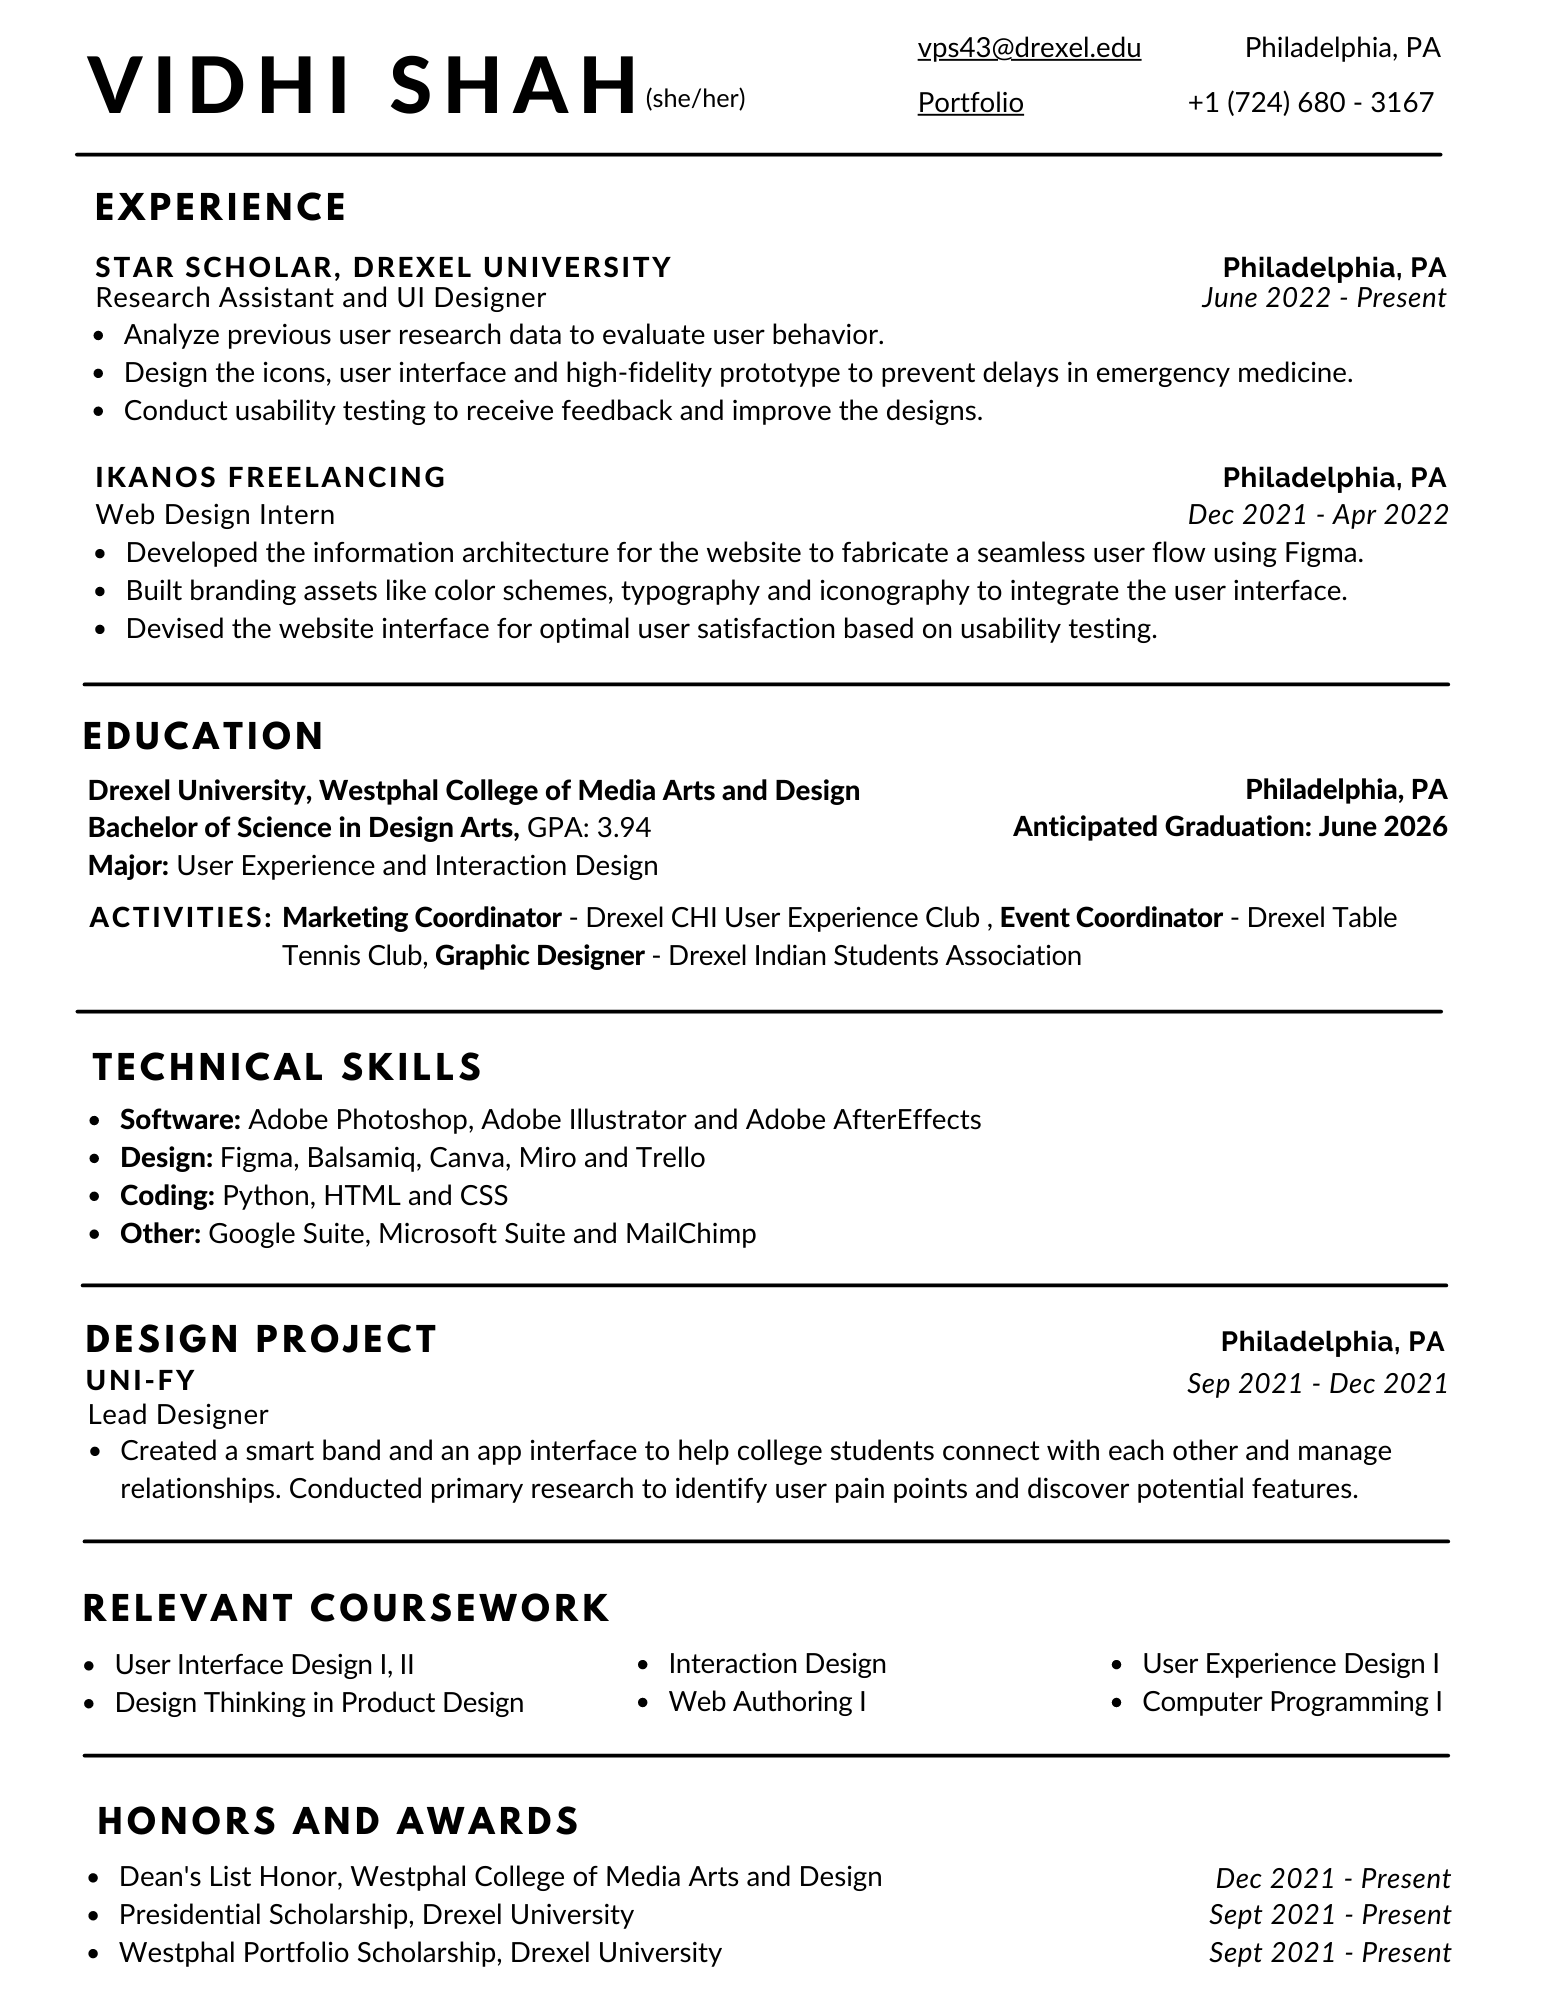 VIDHI SHAH (she/her)
vps43@drexel.edu Philadelphia, PA
Portfolio +1 (724) 680 - 3167
EXPERIENCE
STAR SCHOLAR, DREXEL UNIVERSITY Philadelphia, PA
Research Assistant and UI Designer June 2022 - Present
• Analyze previous user research data to evaluate user behavior.
• Design the icons, user interface and high-fidelity prototype to prevent delays in emergency medicine.
• Conduct usability testing to receive feedback and improve the designs.
IKANOS FREELANCING Philadelphia, PA
Web Design Intern Dec 2021 - Apr 2022
• Developed the information architecture for the website to fabricate a seamless user flow using Figma.
• Built branding assets like color schemes, typography and iconography to integrate the user interface.
• Devised the website interface for optimal user satisfaction based on usability testing.
EDUCATION
Drexel University, Westphal College of Media Arts and Design Philadelphia, PA
Bachelor of Science in Design Arts, GPA: 3.94 Anticipated Graduation: June 2026
Major: User Experience and Interaction Design
ACTIVITIES: Marketing Coordinator - Drexel CHI User Experience Club , Event Coordinator - Drexel Table
Tennis Club, Graphic Designer - Drexel Indian Students Association
TECHNICAL SKILLS
• Software: Adobe Photoshop, Adobe Illustrator and Adobe AfterEffects
• Design: Figma, Balsamiq, Canva, Miro and Trello
• Coding: Python, HTML and CSS
• Other: Google Suite, Microsoft Suite and MailChimp
DESIGN PROJECT Philadelphia, PA
UNI-FY Sep 2021 - Dec 2021
Lead Designer
• Created a smart band and an app interface to help college students connect with each other and manage
relationships. Conducted primary research to identify user pain points and discover potential features.
RELEVANT COURSEWORK
• User Interface Design I, II • Interaction Design • User Experience Design I
• Design Thinking in Product Design • Web Authoring I • Computer Programming I
HONORS AND AWARDS
• Dean's List Honor, Westphal College of Media Arts and Design Dec 2021 - Present
• Presidential Scholarship, Drexel University Sept 2021 - Present
• Westphal Portfolio Scholarship, Drexel University Sept 2021 - Present